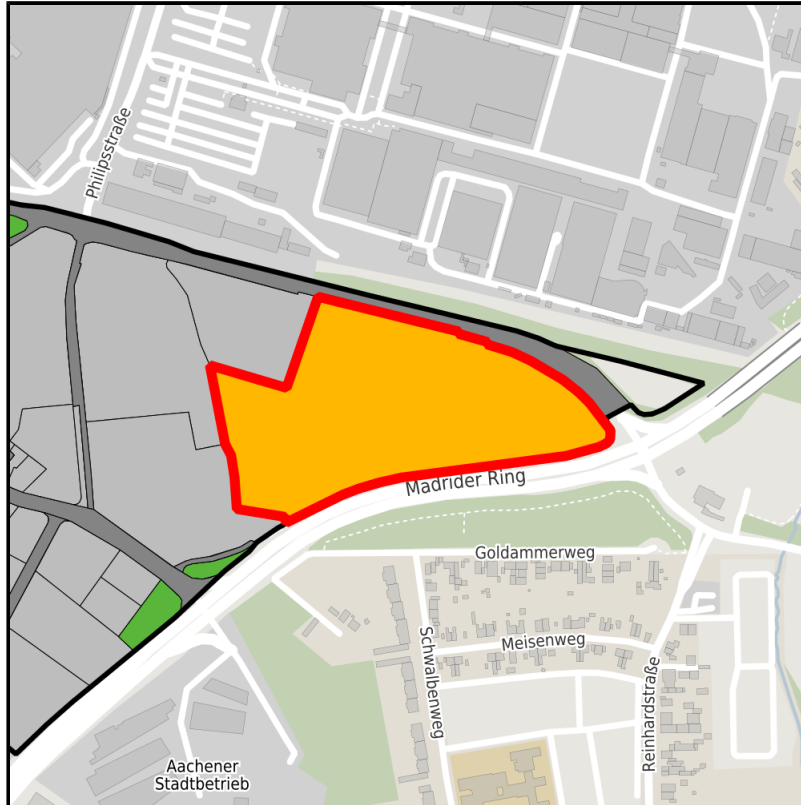 Philipsstraße
Madrider Ring
Goldammerweg
Meisenweg
Schwalbenweg
Reinhardstraße
Aachener
Stadtbetrieb